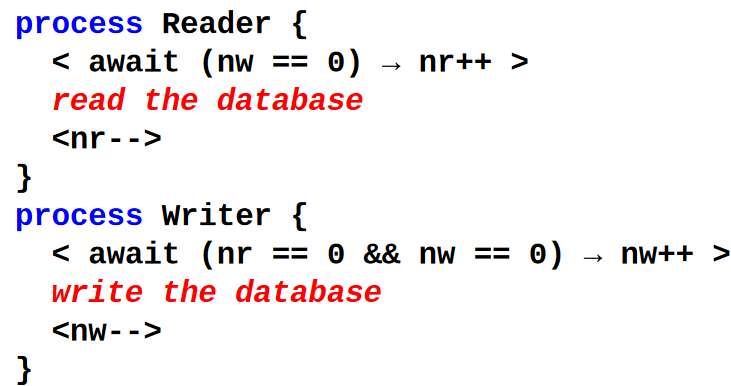 process Reader {
< await (nw == 0) → nr++ >
read the database
<nr-->
}
process Writer {
< await (nr == 0 && nw == 0) → nw++ >
write the database
<nw-->
}